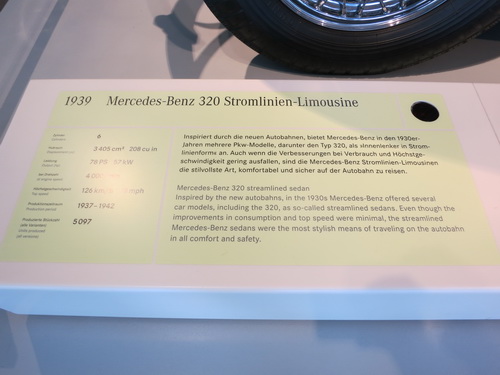 1939 Mercedes-Benz 320 Stromlinien-Limousine
6
3 405 cm³ 208 cu in
78 PS
126 km/h mph
1937 - 1942
5 097
Inspiriert durch die neuen Autobahnen, bietet Mercedes-Benz in den 1930er-
Jahren mehrere Pkw-Modelle, darunter den Typ 320, als »innenlenker in Strom-
linienform« an. Auch wenn die Verbesserungen bei Verbrauch und Höchstge-
schwindigkeit gering ausfallen, sind die Mercedes-Benz Stromlinien-Limousinen
die stilvollste Art, komfortabel und sicher auf der Autobahn zu reisen.
Mercedes-Benz 320 streamlined sedan
Inspired by the new autobahns, in the 1930s Mercedes-Benz offered several
car models, including the 320, as so-called streamlined sedans. Even though the
improvements in consumption and top speed were minimal, the streamlined
Mercedes-Benz sedans were the most stylish means of traveling on the autobahn
in all comfort and safety.